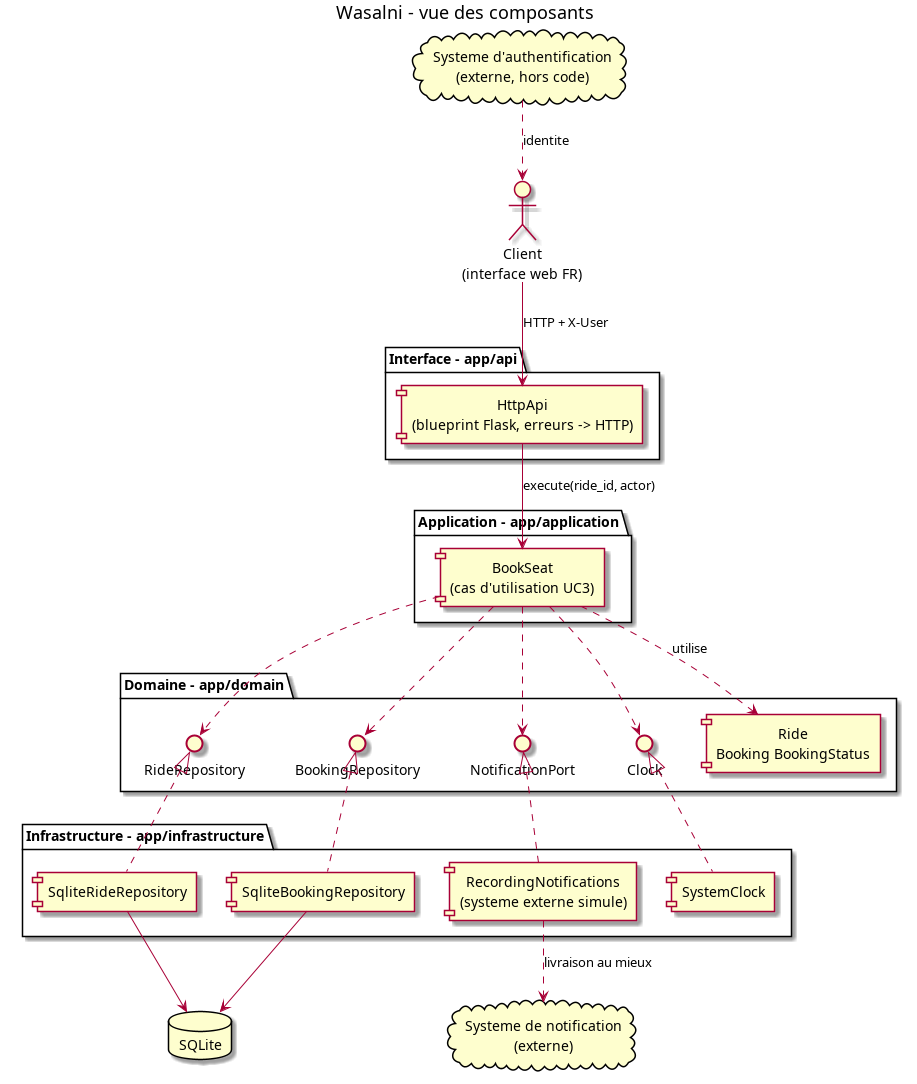 Wasalni - vue des composants
Systeme d'authentification
(externe, hors code)
identite
Client
(interface web FR)
HTTP + X-User
Interface - app/api
HttpApi
(blueprint Flask, erreurs -> HTTP)
execute(ride_id, actor)
Application - app/application
BookSeat
(cas d'utilisation UC3)
utilise
Domaine - app/domain
Ride
Booking BookingStatus
RideRepository
BookingRepository
NotificationPort
Clock
Infrastructure - app/infrastructure
SqliteRideRepository
SqliteBookingRepository
RecordingNotifications
(systeme externe simule)
SystemClock
livraison au mieux
SQLite
Systeme de notification
(externe)